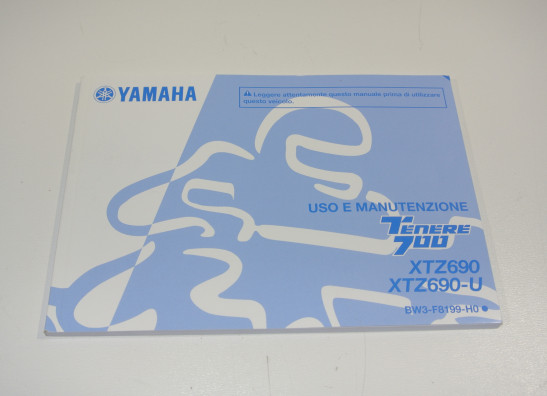 YAMAHA
⚠ Leggere attentamente questo manuale prima di utilizzare
questo veicolo.
USO E MANUTENZIONE
TENERE
700
XTZ690
XTZ690-U
BW3-F8199-H0